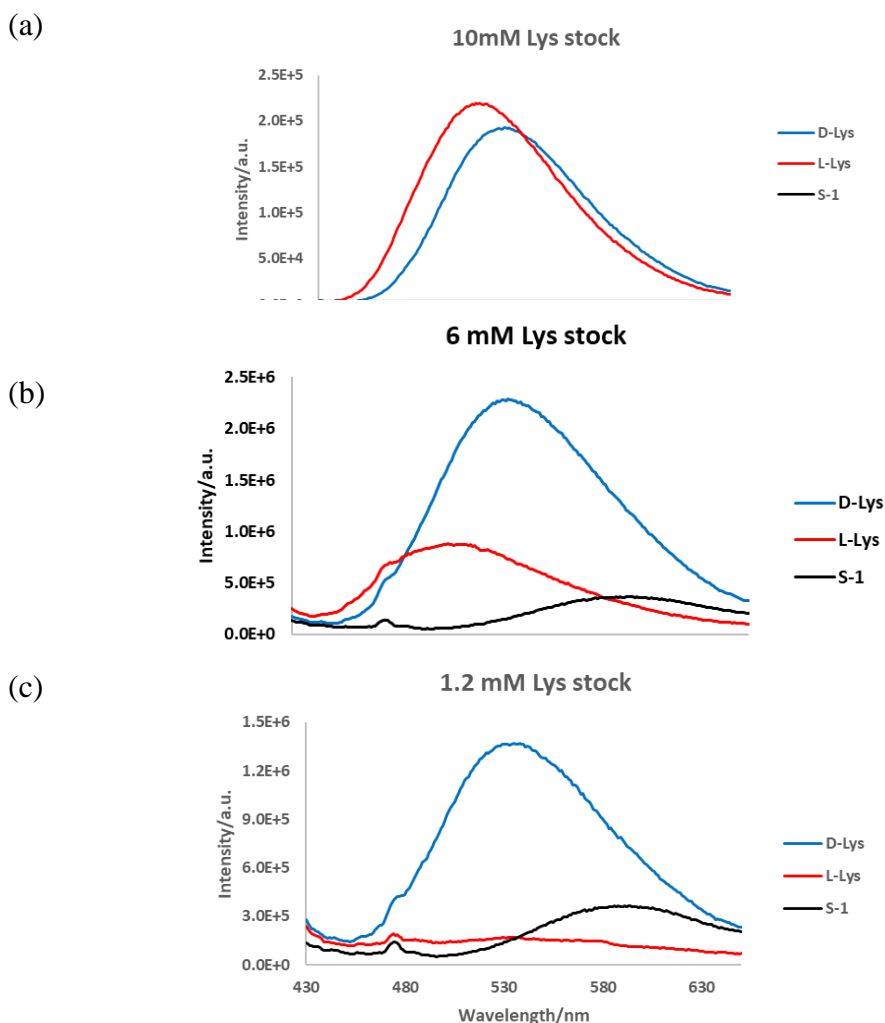 (a)
10mM Lys stock
Intensity/a.u.
2.5E+5
2.0E+5
1.5E+5
1.0E+5
5.0E+4
D-Lys
L-Lys
S-1
(b)
6 mM Lys stock
Intensity/a.u.
2.5E+6
2.0E+6
1.5E+6
1.0E+6
5.0E+5
0.0E+0
D-Lys
L-Lys
S-1
(c)
1.2 mM Lys stock
Intensity/a.u.
1.5E+6
1.2E+6
9.0E+5
6.0E+5
3.0E+5
0.0E+0
D-Lys
L-Lys
S-1
430 480 530 580 630
Wavelength/nm